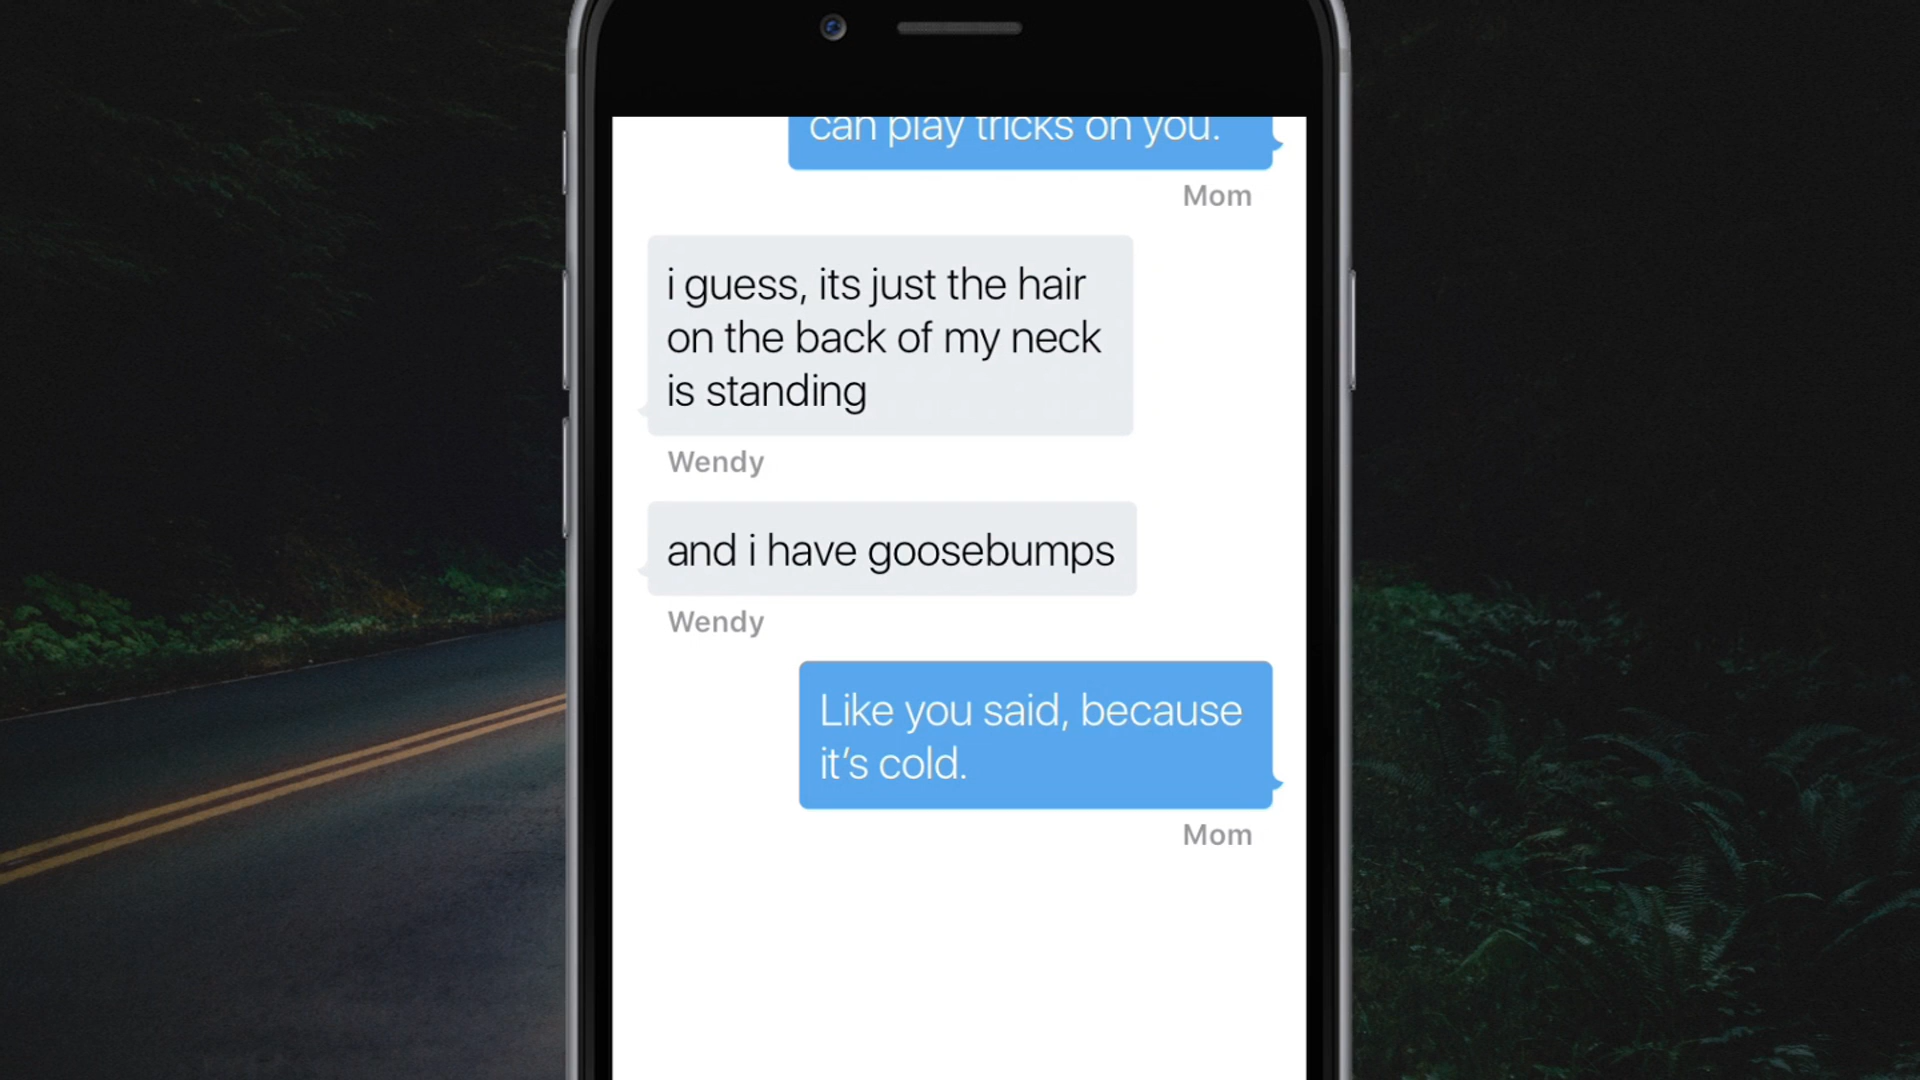 can play tricks on you.
Mom
i guess, its just the hair
on the back of my neck
is standing
Wendy
and i have goosebumps
Wendy
Like you said, because
it's cold.
Mom